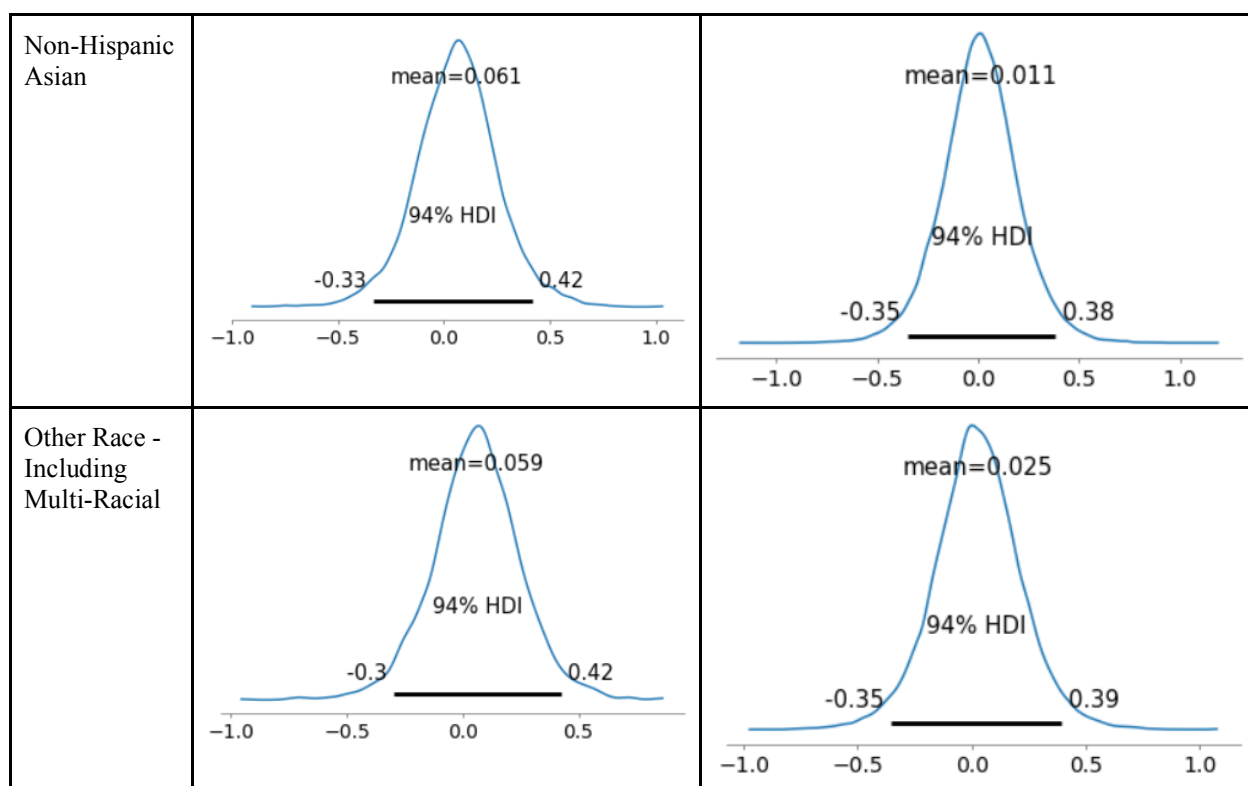 Non-Hispanic
Asian
mean=0.061
94% HDI
-0.33 0.42
−1.0 −0.5 0.0 0.5 1.0
mean=0.011
94% HDI
-0.35 0.38
−1.0 −0.5 0.0 0.5 1.0
Other Race -
Including
Multi-Racial
mean=0.059
94% HDI
-0.3 0.42
−1.0 −0.5 0.0 0.5
mean=0.025
94% HDI
-0.35 0.39
−1.0 −0.5 0.0 0.5 1.0